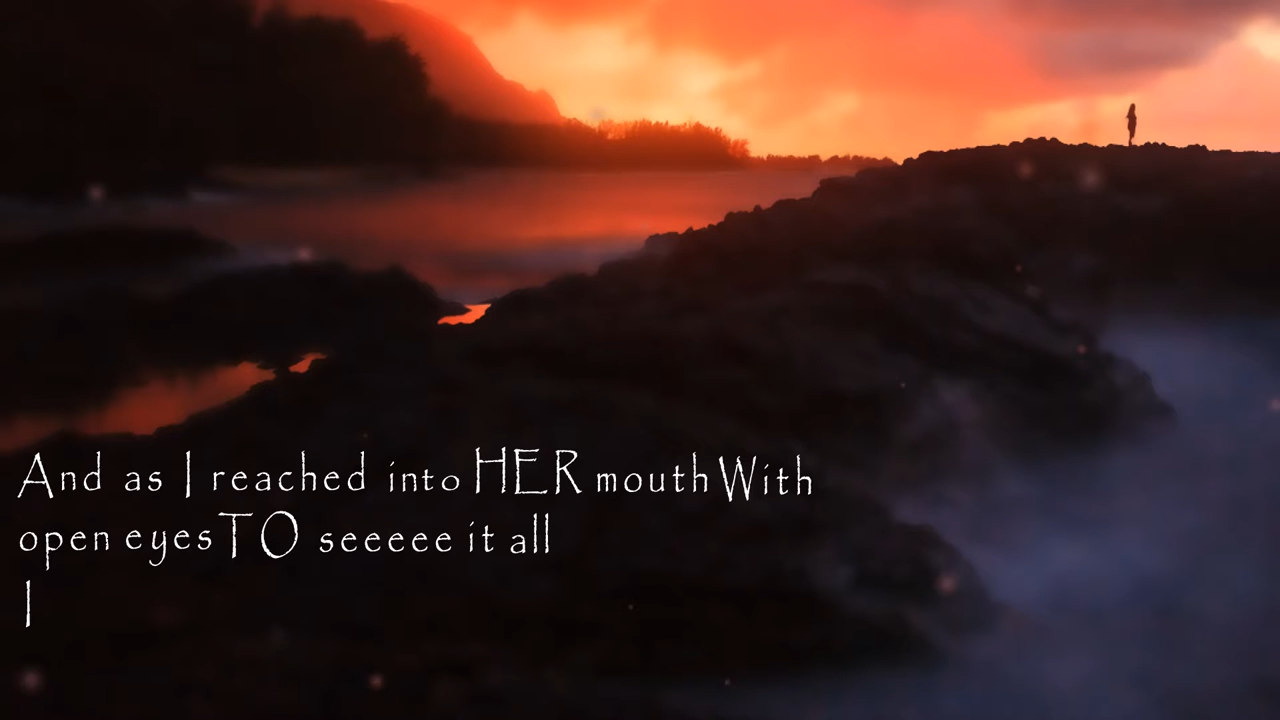 And as I reached into HER mouth With
open eyes TO seeeee it all
I